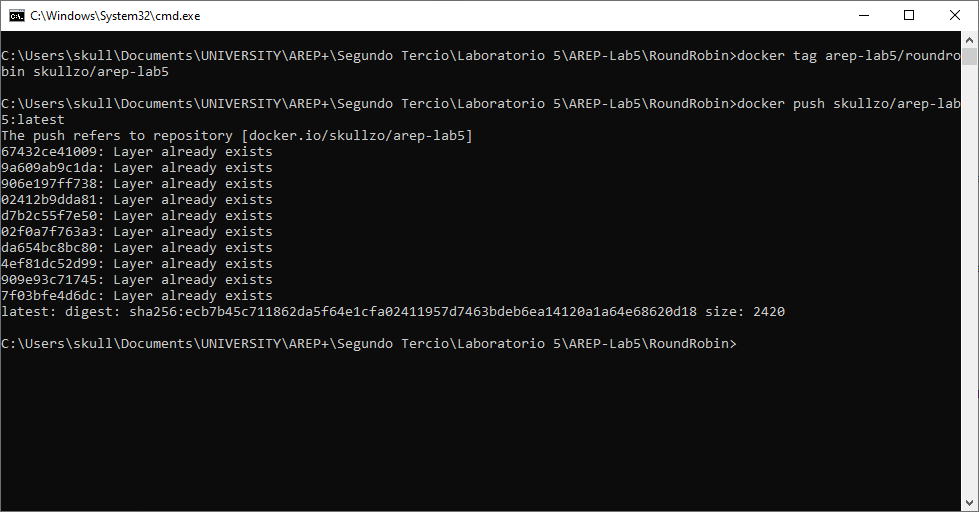 C:\Windows\System32\cmd.exe
C:\Users\skull\Documents\UNIVERSITY\AREP+\Segundo Tercio\Laboratorio 5\AREP-Lab5\RoundRobin>docker tag arep-lab5/roundro
bin skullzo/arep-lab5
C:\Users\skull\Documents\UNIVERSITY\AREP+\Segundo Tercio\Laboratorio 5\AREP-Lab5\RoundRobin>docker push skullzo/arep-lab
5:latest
The push refers to repository [docker.io/skullzo/arep-lab5]
67432ce41009: Layer already exists
9a609ab9c1da: Layer already exists
906e197ff738: Layer already exists
02412b9dda81: Layer already exists
d7b2c55f7e50: Layer already exists
02f0a7f763a3: Layer already exists
da654bc8bc80: Layer already exists
4ef81dc52d99: Layer already exists
909e93c71745: Layer already exists
7f03bfe4d6dc: Layer already exists
latest: digest: sha256:ecb7b45c711862da5f64e1cfa02411957d7463bdeb6ea14120a1a64e68620d18 size: 2420
C:\Users\skull\Documents\UNIVERSITY\AREP+\Segundo Tercio\Laboratorio 5\AREP-Lab5\RoundRobin>